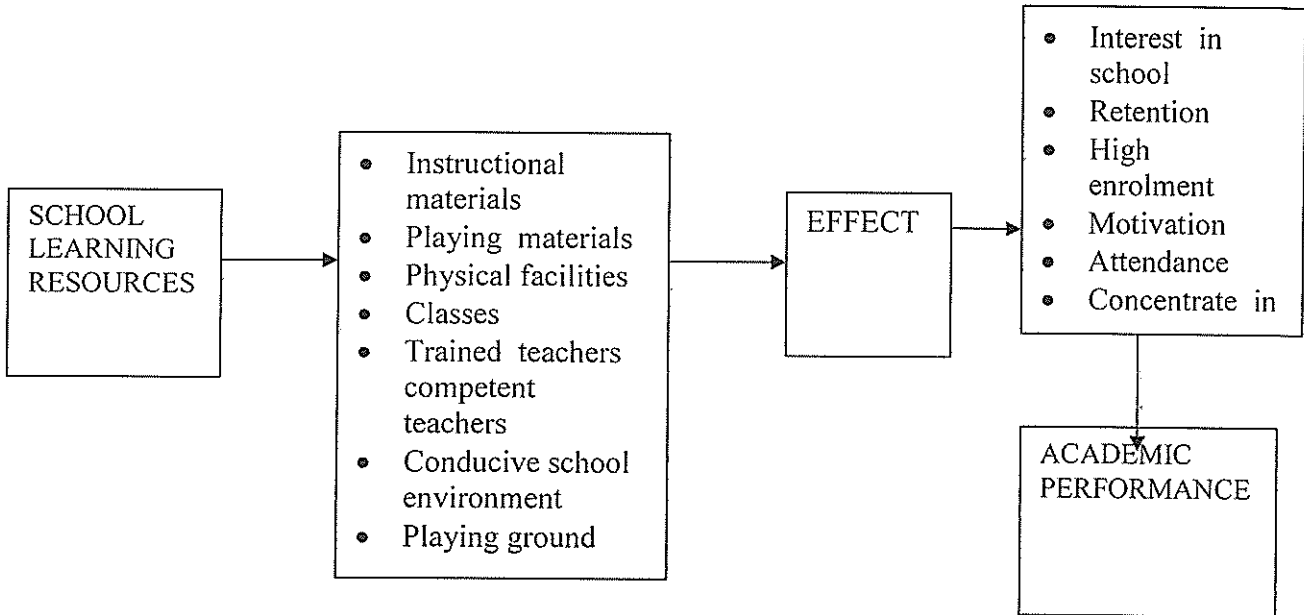 SCHOOL
LEARNING
RESOURCES
• Instructional
materials
• Playing materials
• Physical facilities
• Classes
• Trained teachers
competent
teachers
• Conducive school
environment
• Playing ground
EFFECT
• Interest in
school
• Retention
• High
enrolment
• Motivation
• Attendance
• Concentrate in
ACADEMIC
PERFORMANCE